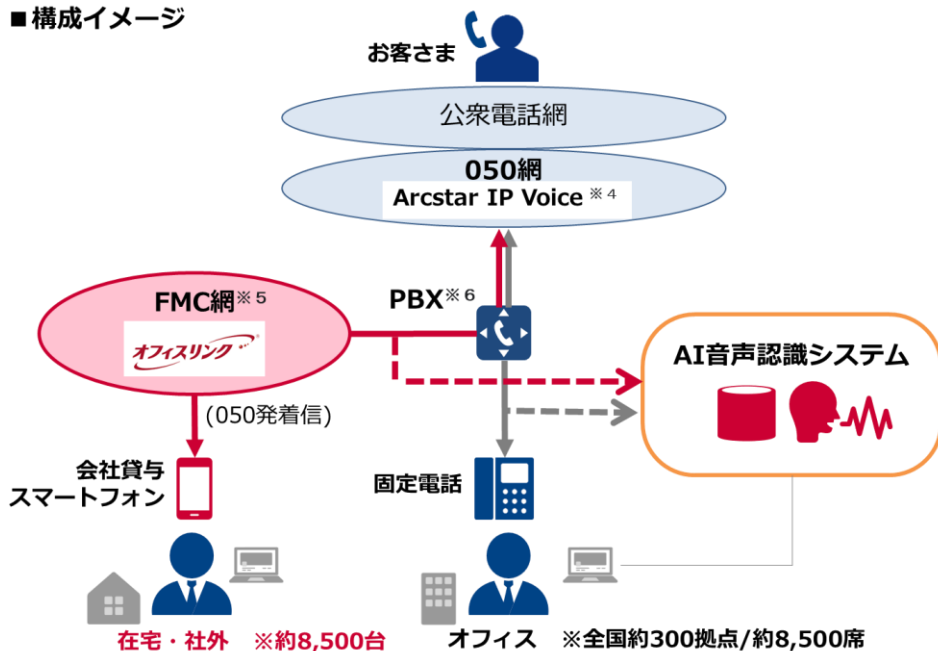 ■構成イメージ
お客さま
公衆電話網
050網
Arcstar IP Voice ※4
FMC網※5
オフィスリンク
PBX※6
AI音声認識システム
(050発着信)
会社貸与
スマートフォン
固定電話
在宅・社外 ※約8,500台
オフィス ※全国約300拠点/約8,500席